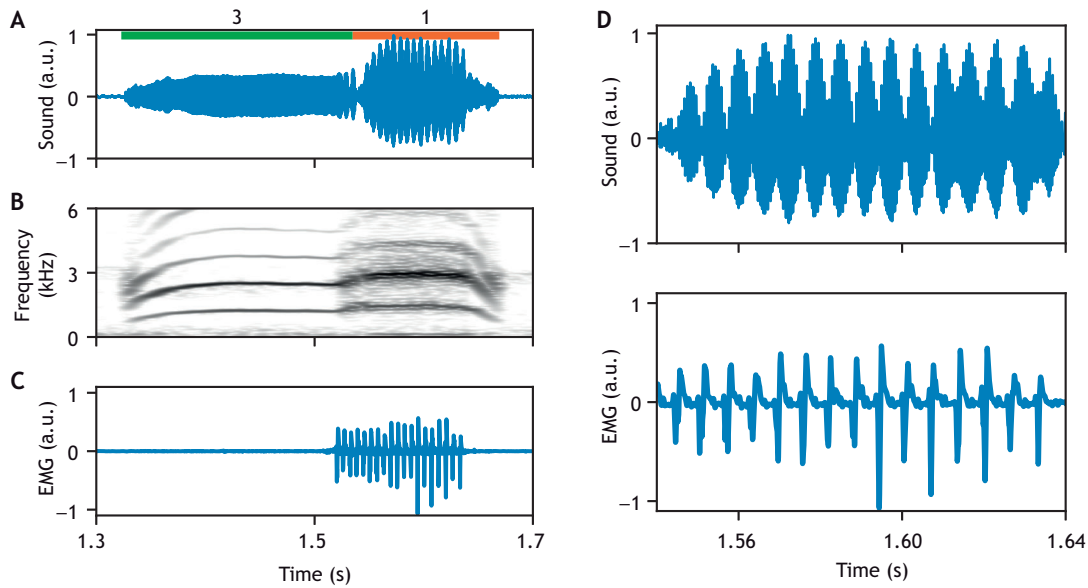 A
3
1
1
0
−1
Sound (a.u.)
B
6
3
0
Frequency
(kHz)
C
1
0
−1
EMG (a.u.)
1.3
1.5
1.7
Time (s)
D
1
0
−1
Sound (a.u.)
1
0
−1
EMG (a.u.)
1.56
1.60
1.64
Time (s)